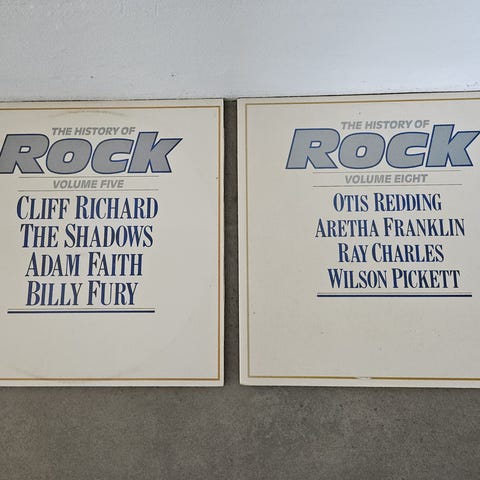 THE HISTORY OF
ROCK
VOLUME FIVE
CLIFF RICHARD
THE SHADOWS
ADAM FAITH
BILLY FURY
THE HISTORY OF
ROCK
VOLUME EIGHT
OTIS REDDING
ARETHA FRANKLIN
RAY CHARLES
WILSON PICKETT